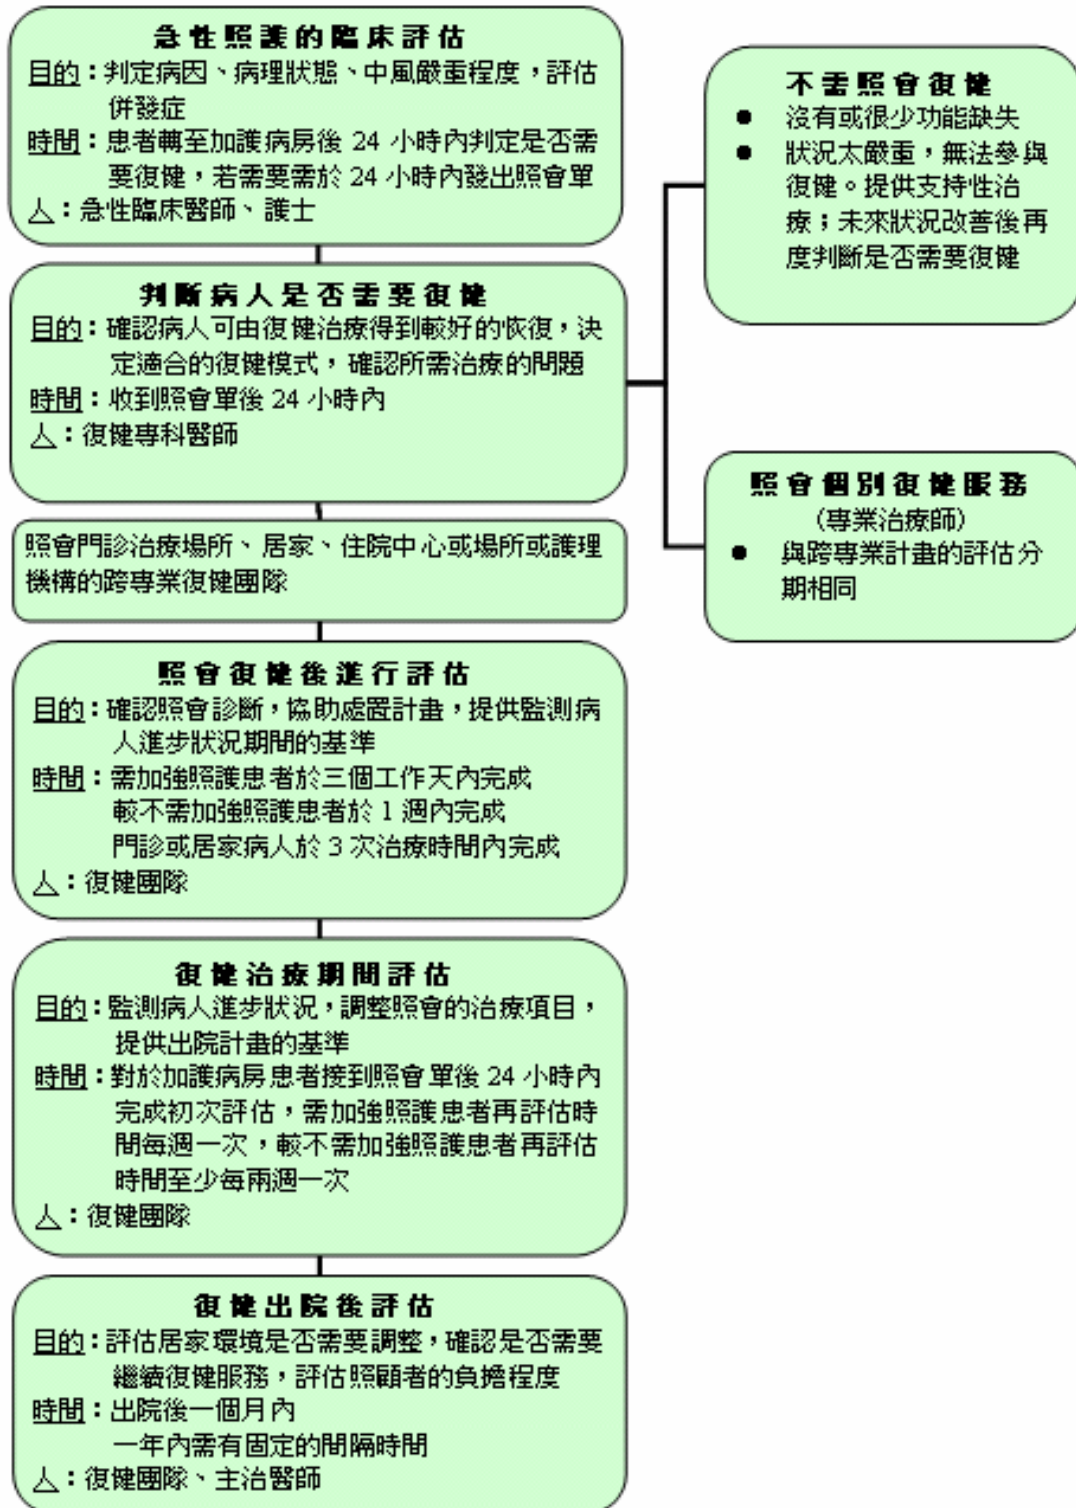 急性照護的臨床評估
目的：判定病因、病理狀態、中風嚴重程度，評估
併發症
時間：患者轉至加護病房後 24 小時內判定是否需
要復健，若需要需於 24 小時內發出照會單
人：急性臨床醫師、護士
判斷病人是否需要復健
目的：確認病人可由復健治療得到較好的恢復，決
定適合的復健模式，確認所需治療的問題
時間：收到照會單後 24 小時內
人：復健專科醫師
不需照會復健
● 沒有或很少功能缺失
● 狀況太嚴重，無法參與
復健。提供支持性治
療；未來狀況改善後再
度判斷是否需要復健
照會個別復健服務
(專業治療師)
● 與跨專業計畫的評估分
期相同
照會門診治療場所、居家、住院中心或場所或護理
機構的跨專業復健團隊
照會復健後進行評估
目的：確認照會診斷，協助處置計畫，提供監測病
人進步狀況期間的基準
時間：需加強照護患者於三個工作天內完成
較不需加強照護患者於 1 週內完成
門診或居家病人於 3 次治療時間內完成
人：復健團隊
復健治療期間評估
目的：監測病人進步狀況，調整照會的治療項目，
提供出院計畫的基準
時間：對於加護病房患者接到照會單後 24 小時內
完成初次評估，需加強照護患者再評估時
間每週一次，較不需加強照護患者再評估
時間至少每兩週一次
人：復健團隊
復健出院後評估
目的：評估居家環境是否需要調整，確認是否需要
繼續復健服務，評估照顧者的負擔程度
時間：出院後一個月內
一年內需有固定的間隔時間
人：復健團隊、主治醫師